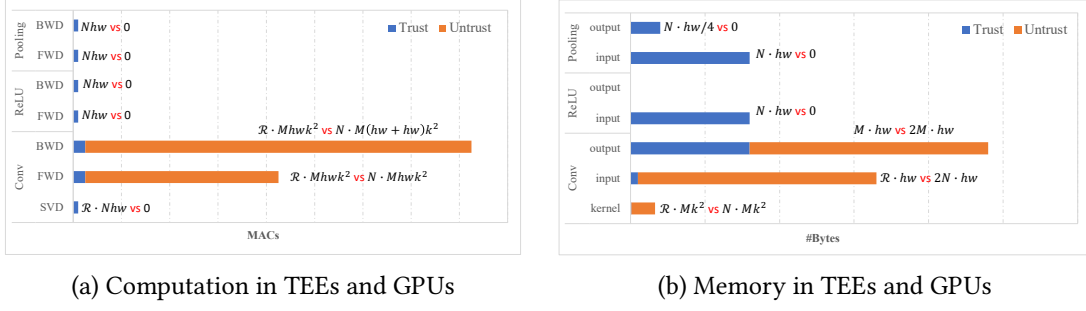 Pooling
ReLU
Conv
BWD
FWD
BWD
FWD
BWD
FWD
SVD
Trust
Untrust
Nhw vs 0
Nhw vs 0
Nhw vs 0
Nhw vs 0
ℛ · Mhwk² vs N · M(hw + hw)k²
ℛ · Mhwk² vs N · Mhwk²
ℛ · Nhw vs 0
MACs
(a) Computation in TEEs and GPUs
Pooling
ReLU
Conv
output
input
output
input
output
input
kernel
Trust
Untrust
N · hw/4 vs 0
N · hw vs 0
N · hw vs 0
M · hw vs 2M · hw
ℛ · hw vs 2N · hw
ℛ · Mk² vs N · Mk²
#Bytes
(b) Memory in TEEs and GPUs